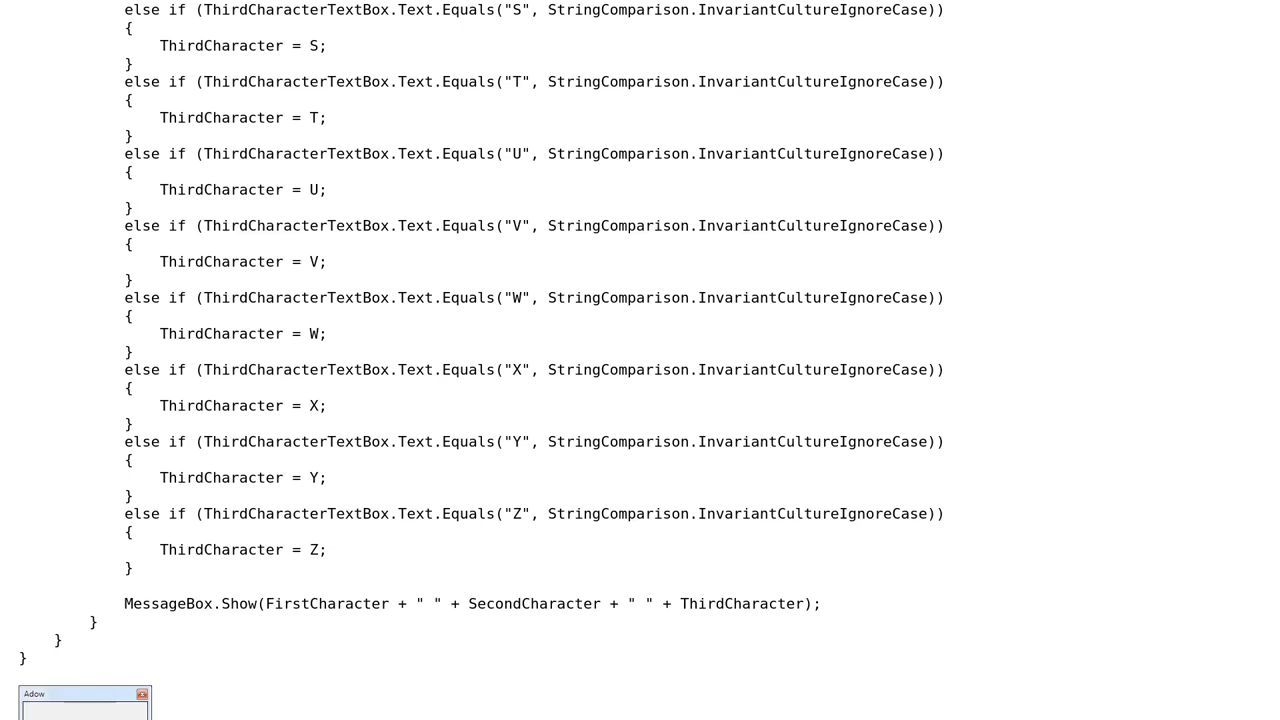 else if (ThirdCharacterTextBox.Text.Equals("S", StringComparison.InvariantCultureIgnoreCase))
{
ThirdCharacter = S;
}
else if (ThirdCharacterTextBox.Text.Equals("T", StringComparison.InvariantCultureIgnoreCase))
{
ThirdCharacter = T;
}
else if (ThirdCharacterTextBox.Text.Equals("U", StringComparison.InvariantCultureIgnoreCase))
{
ThirdCharacter = U;
}
else if (ThirdCharacterTextBox.Text.Equals("V", StringComparison.InvariantCultureIgnoreCase))
{
ThirdCharacter = V;
}
else if (ThirdCharacterTextBox.Text.Equals("W", StringComparison.InvariantCultureIgnoreCase))
{
ThirdCharacter = W;
}
else if (ThirdCharacterTextBox.Text.Equals("X", StringComparison.InvariantCultureIgnoreCase))
{
ThirdCharacter = X;
}
else if (ThirdCharacterTextBox.Text.Equals("Y", StringComparison.InvariantCultureIgnoreCase))
{
ThirdCharacter = Y;
}
else if (ThirdCharacterTextBox.Text.Equals("Z", StringComparison.InvariantCultureIgnoreCase))
{
ThirdCharacter = Z;
}
MessageBox.Show(FirstCharacter + " " + SecondCharacter + " " + ThirdCharacter);
}
}
}
Adow